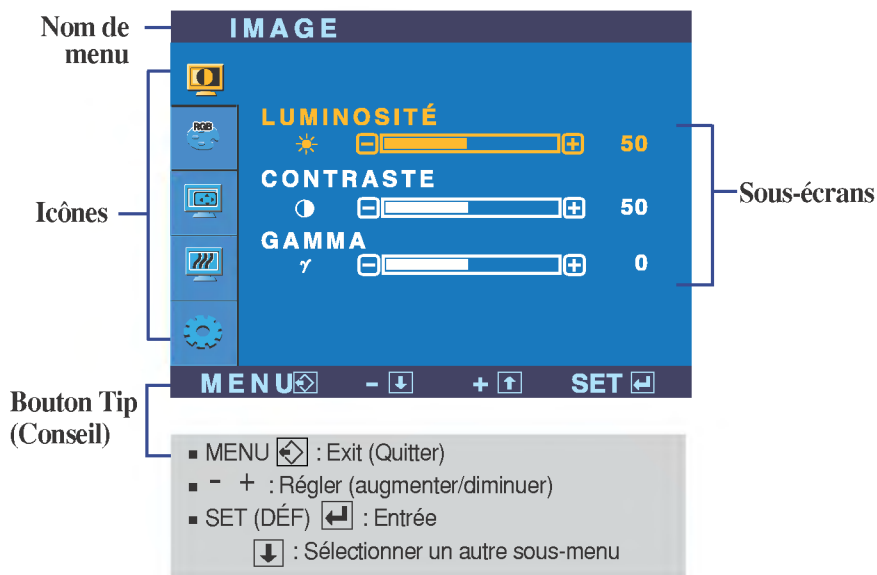 Nom de
menu
IMAGE
RGB
LUMINOSITÉ
50
CONTRASTE
50
GAMMA
γ
0
Icônes
Sous-écrans
MENU - + SET
Bouton Tip
(Conseil)
▪ MENU : Exit (Quitter)
▪ - + : Régler (augmenter/diminuer)
▪ SET (DÉF) : Entrée
: Sélectionner un autre sous-menu